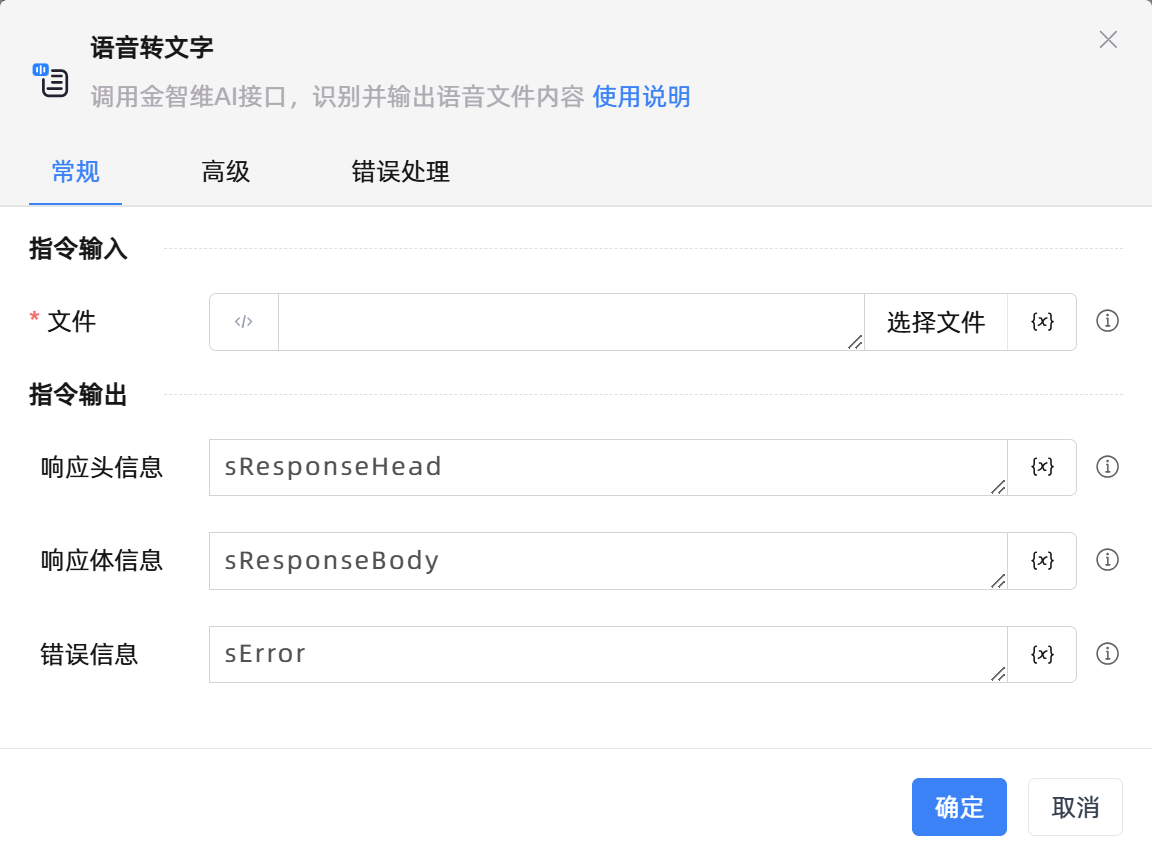 语音转文字
调用金智维AI接口，识别并输出语音文件内容 使用说明
常规 高级 错误处理
指令输入
* 文件 </> 选择文件 {x}
指令输出
响应头信息 sResponseHead {x}
响应体信息 sResponseBody {x}
错误信息 sError {x}
确定 取消